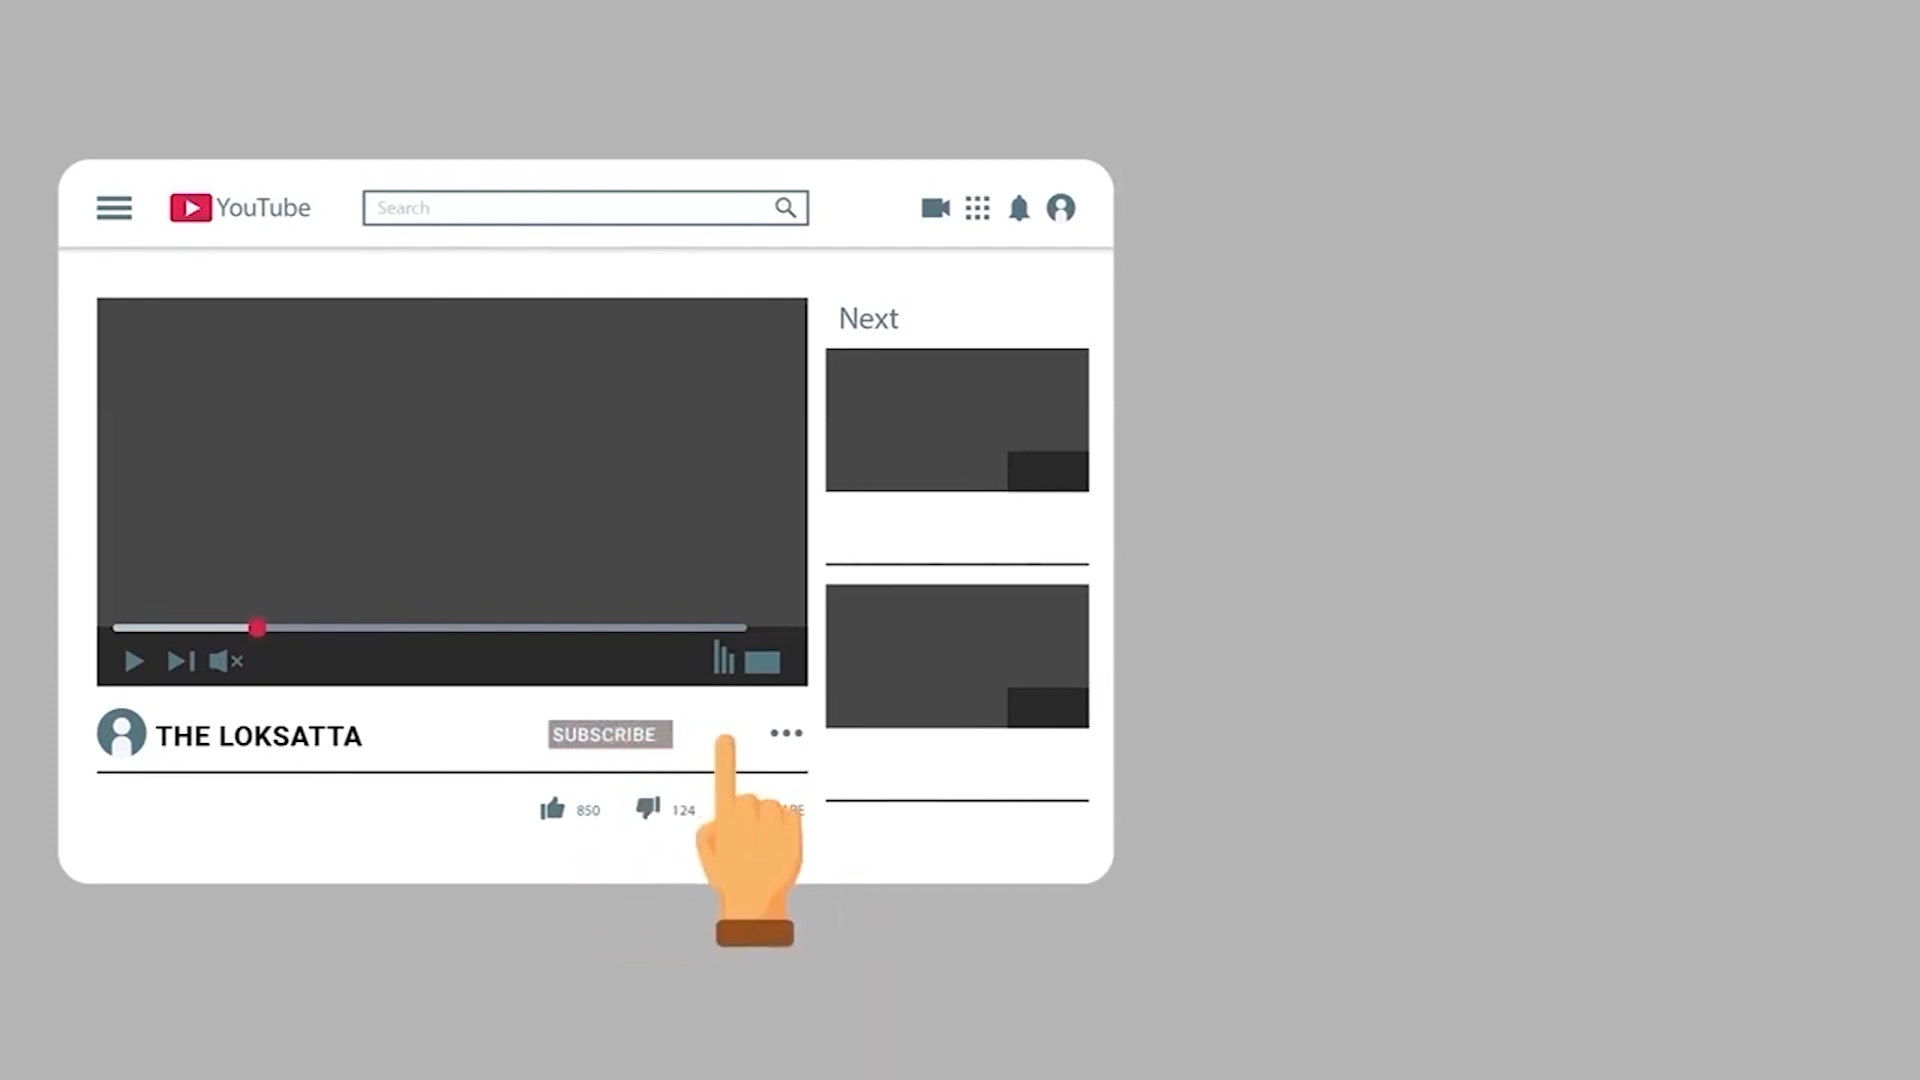 YouTube
Search
Next
THE LOKSATTA
SUBSCRIBE
850
124